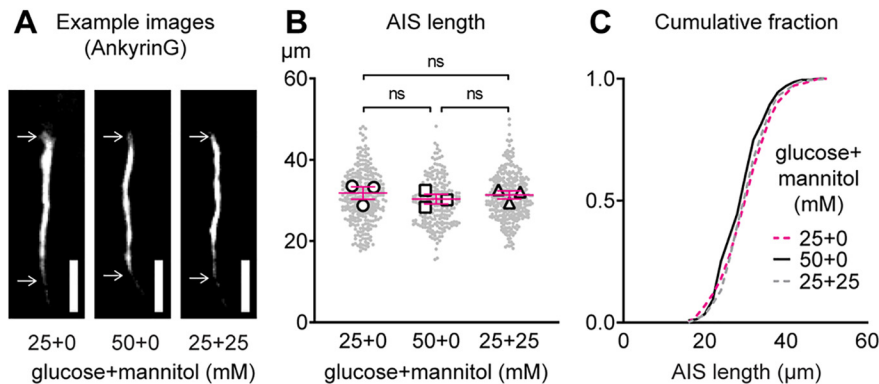 A
Example images
(AnkyrinG)
25+0
50+0
25+25
glucose+mannitol (mM)
B
AIS length
µm
60
40
20
0
ns
ns
ns
25+0
50+0
25+25
glucose+mannitol (mM)
C
Cumulative fraction
1.0
0.5
0.0
glucose+
mannitol
(mM)
25+0
50+0
25+25
0
20
40
60
AIS length (µm)